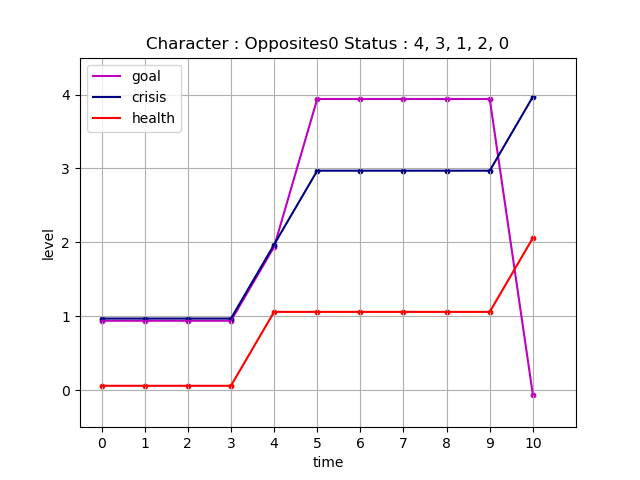 Character : Opposites0 Status : 4, 3, 1, 2, 0
goal
crisis
health
level
4
3
2
1
0
0 1 2 3 4 5 6 7 8 9 10
time